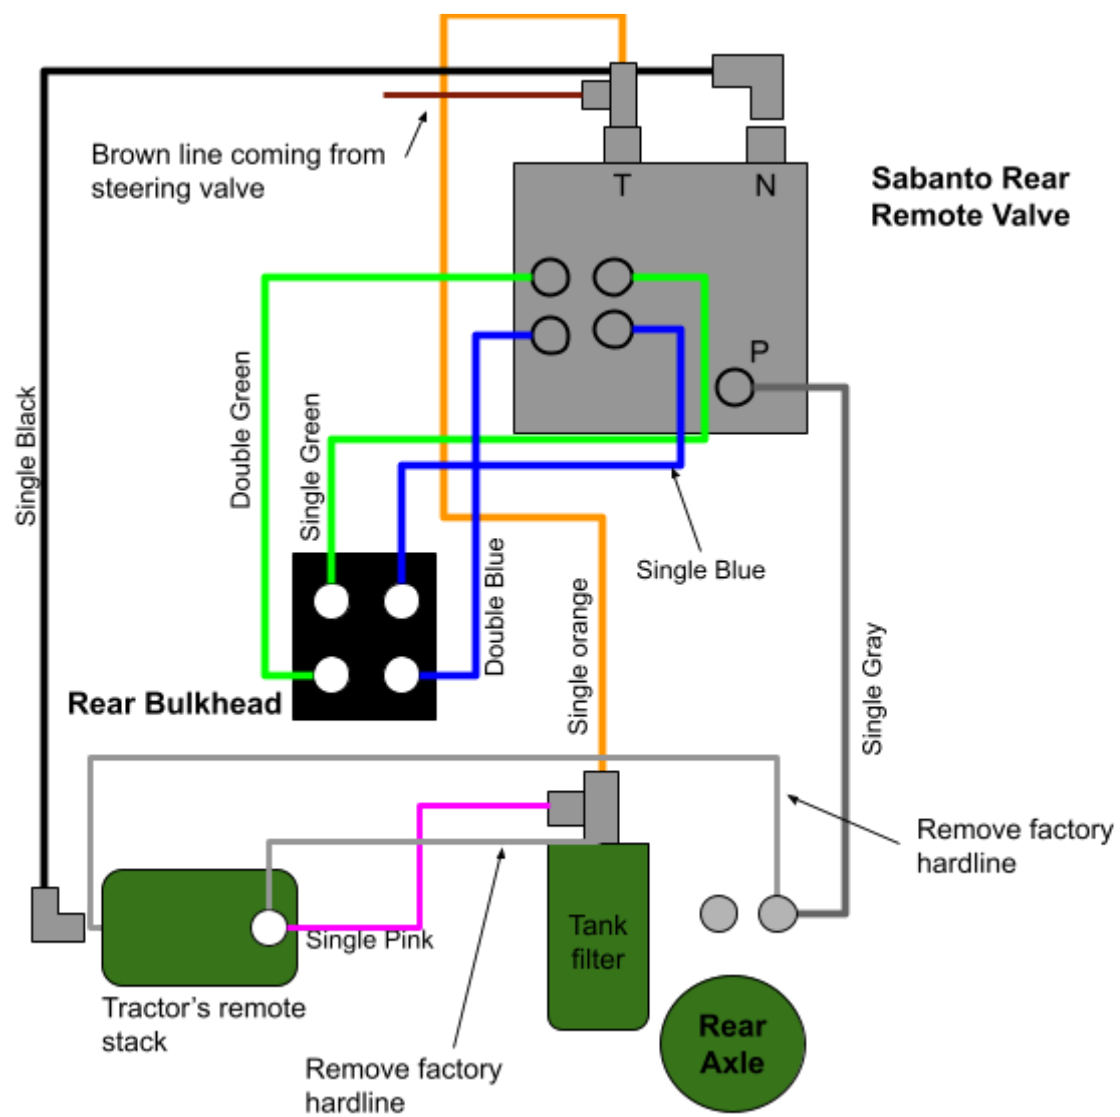 Brown line coming from
steering valve
T
N
Sabanto Rear
Remote Valve
P
Single Black
Double Green
Single Green
Double Blue
Single Blue
Single orange
Single Gray
Rear Bulkhead
Remove factory
hardline
Single Pink
Tank
filter
Tractor's remote
stack
Rear
Axle
Remove factory
hardline